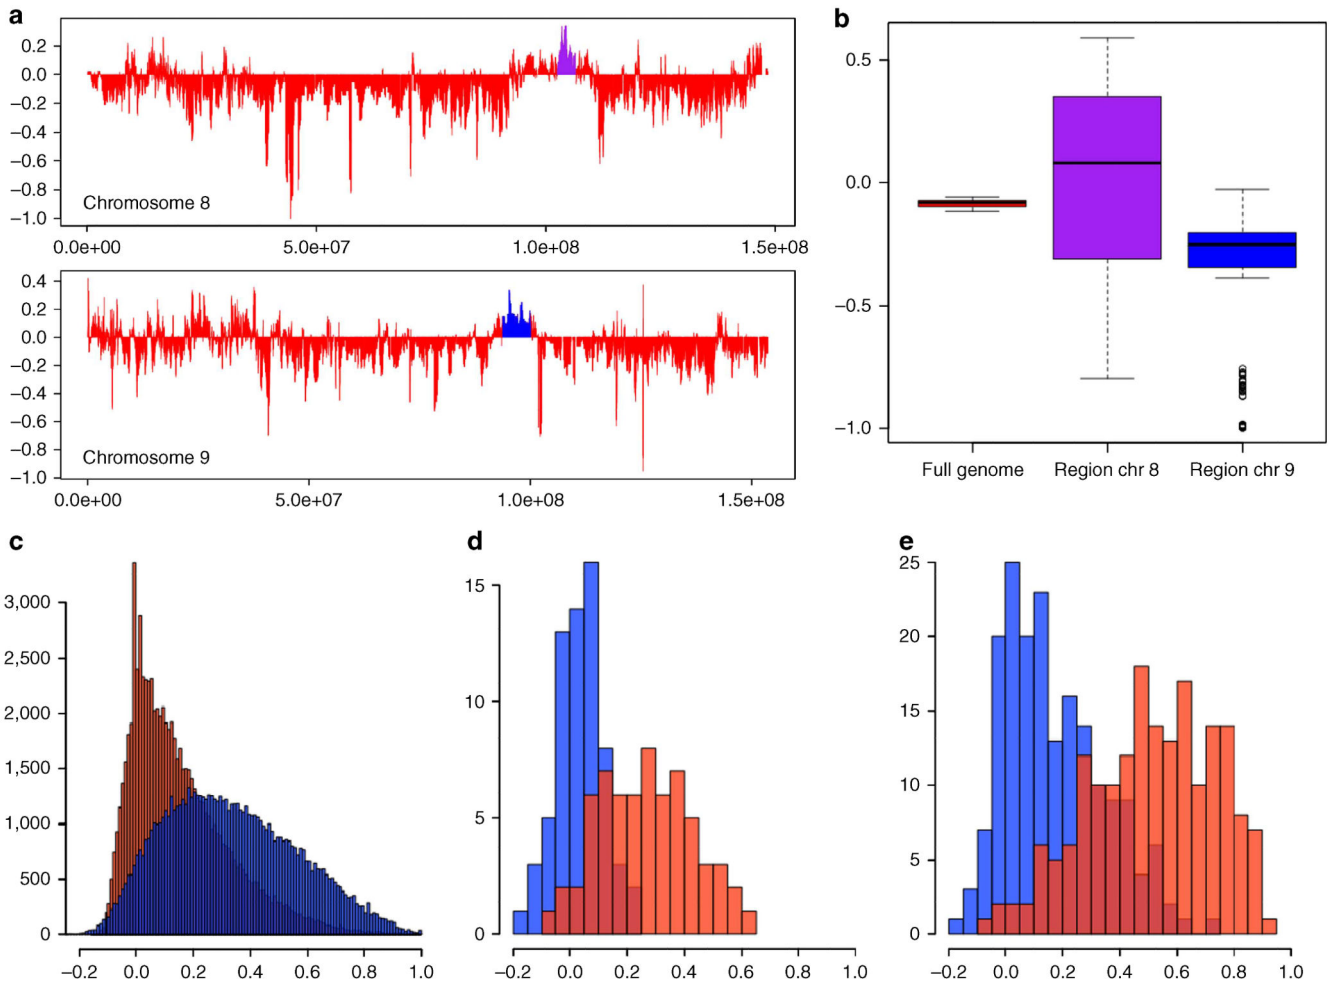 a
0.2
0.0
−0.2
−0.4
−0.6
−0.8
−1.0
Chromosome 8
0.0e+00 5.0e+07 1.0e+08 1.5e+08
0.4
0.2
0.0
−0.2
−0.4
−0.6
−0.8
−1.0
Chromosome 9
0.0e+00 5.0e+07 1.0e+08 1.5e+08
b
0.5
0.0
−0.5
−1.0
Full genome Region chr 8 Region chr 9
c
3,000
2,500
2,000
1,500
1,000
500
0
−0.2 0.0 0.2 0.4 0.6 0.8 1.0
d
15
10
5
0
−0.2 0.0 0.2 0.4 0.6 0.8 1.0
e
25
20
15
10
5
0
−0.2 0.0 0.2 0.4 0.6 0.8 1.0